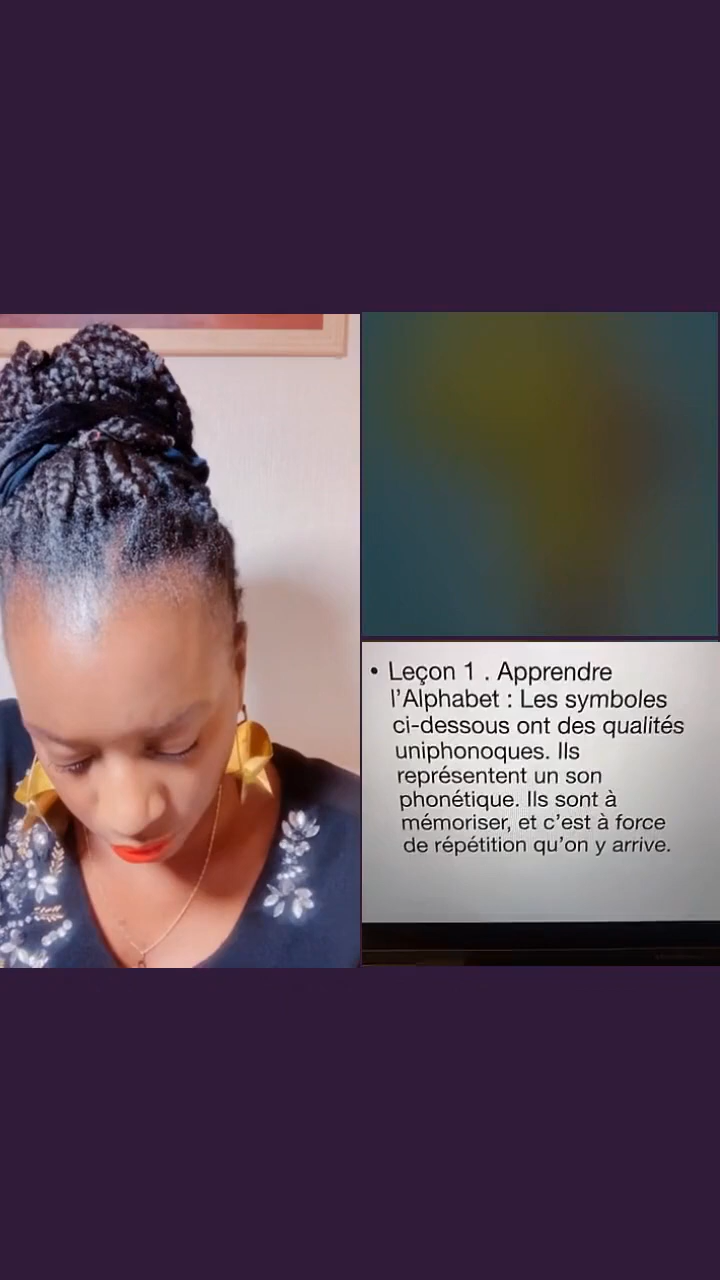 • Leçon 1 . Apprendre
l'Alphabet : Les symboles
ci-dessous ont des qualités
uniphonoques. Ils
représentent un son
phonétique. Ils sont à
mémoriser, et c'est à force
de répétition qu'on y arrive.